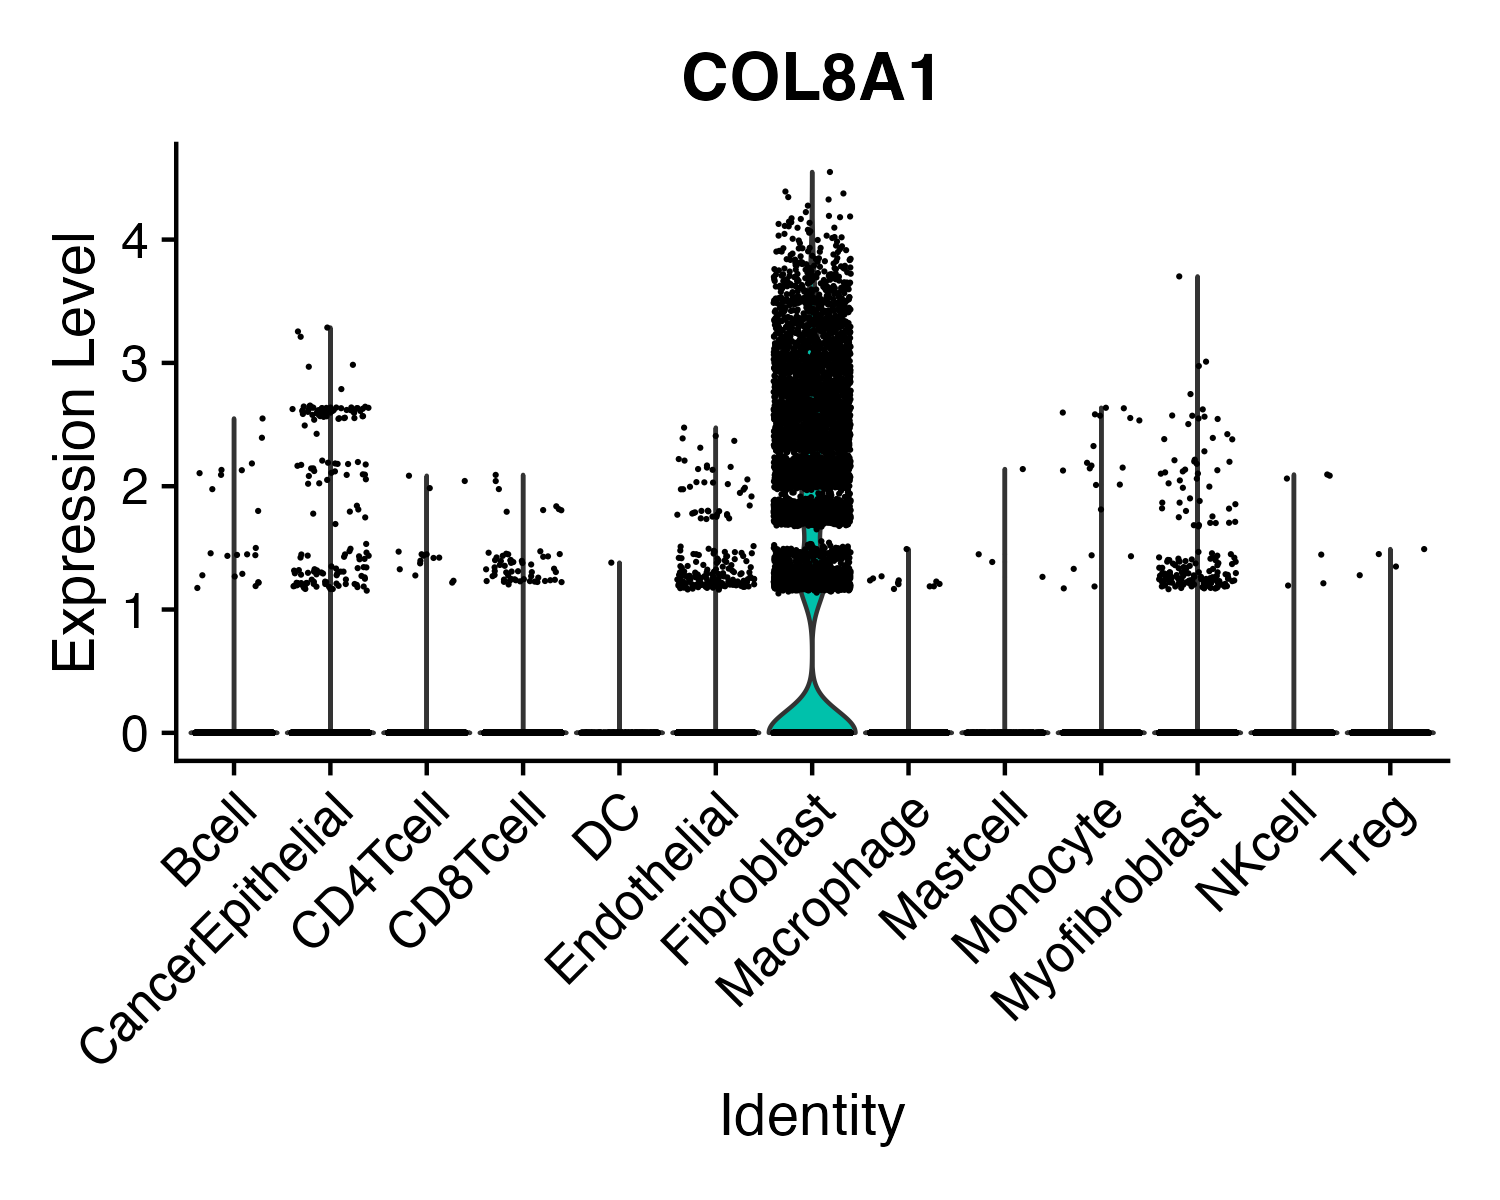 COL8A1
Expression Level
4
3
2
1
0
Bcell
CancerEpithelial
CD4Tcell
CD8Tcell
DC
Endothelial
Fibroblast
Macrophage
Mastcell
Monocyte
Myofibroblast
NKcell
Treg
Identity